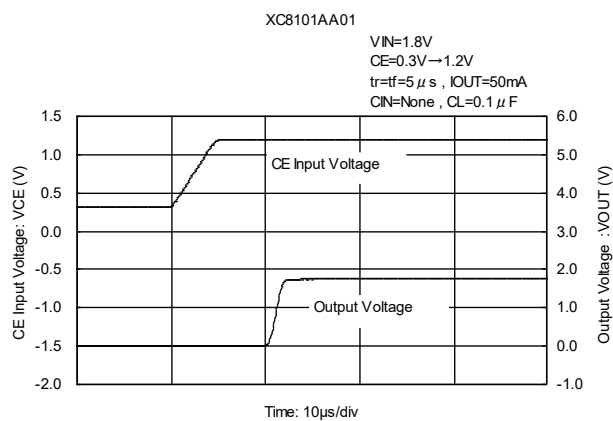 XC8101AA01
VIN=1.8V
CE=0.3V→1.2V
tr=tf=5 μ s , IOUT=50mA
CIN=None , CL=0.1 μ F
1.5
1.0
0.5
0.0
-0.5
-1.0
-1.5
-2.0
CE Input Voltage: VCE (V)
CE Input Voltage
Output Voltage
6.0
5.0
4.0
3.0
2.0
1.0
0.0
-1.0
Output Voltage :VOUT (V)
Time: 10μs/div